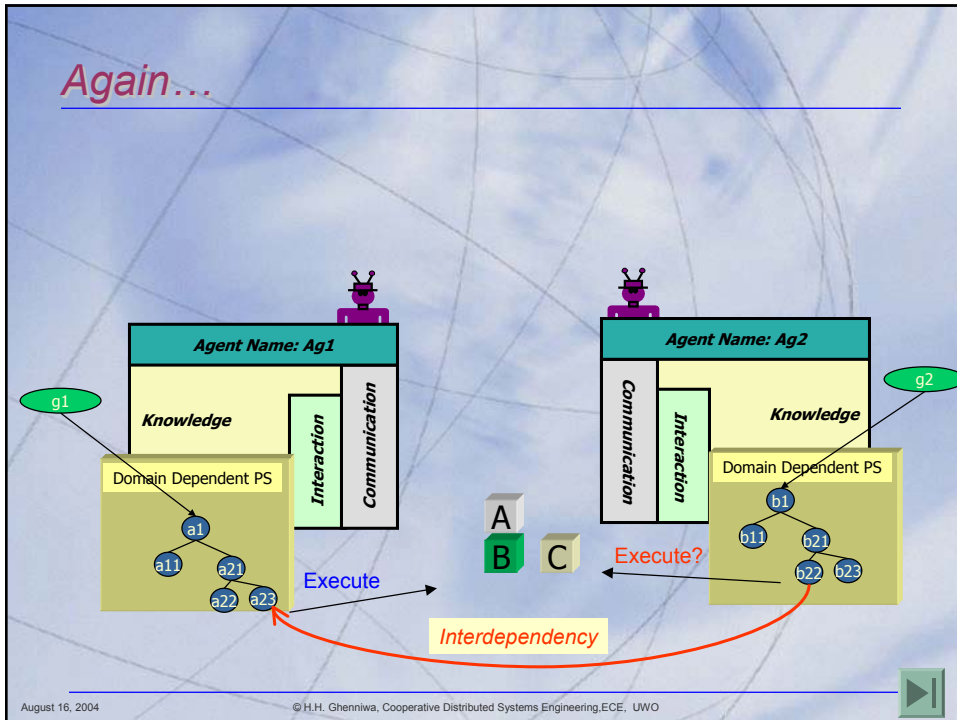 Again…
Agent Name: Ag1
Agent Name: Ag2
g1
g2
Knowledge
Interaction
Communication
Communication
Interaction
Knowledge
Domain Dependent PS
Domain Dependent PS
a1
a11
a21
a22
a23
b1
b11
b21
b22
b23
A
B
C
Execute
Execute?
Interdependency
August 16, 2004
© H.H. Ghenniwa, Cooperative Distributed Systems Engineering,ECE, UWO